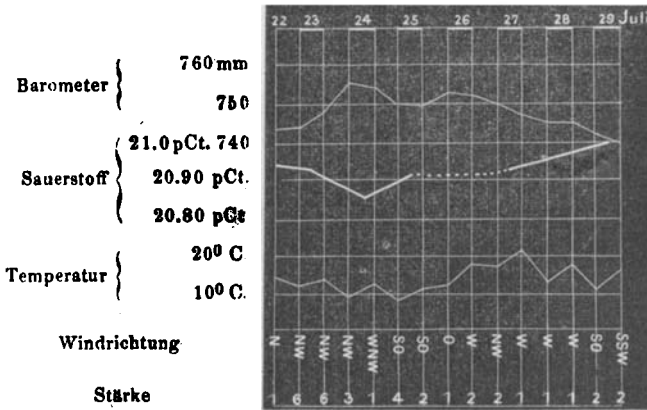 22 23 24 25 26 27 28 29 Juli
760 mm
Barometer
750
21.0 pCt. 740
Sauerstoff 20.90 pCt.
20.80 pCt
20⁰ C
Temperatur
10⁰ C.
Windrichtung N NW NW NW WNW SO SO O W NW W W W SO SSW
Stärke 1 6 6 3 1 4 2 1 2 2 1 1 1 2 2